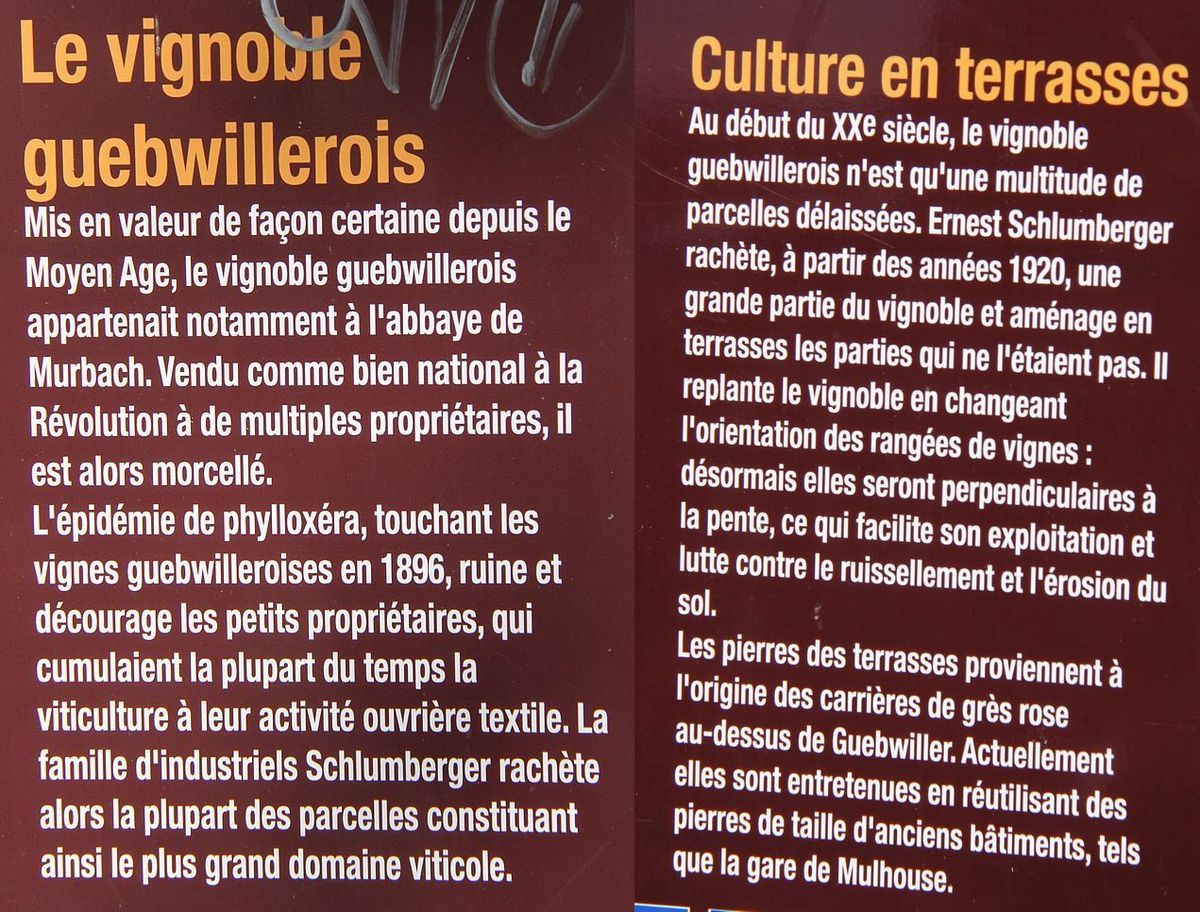 Le vignoble
guebwillerois
Mis en valeur de façon certaine depuis le
Moyen Age, le vignoble guebwillerois
appartenait notamment à l'abbaye de
Murbach. Vendu comme bien national à la
Révolution à de multiples propriétaires, il
est alors morcellé.
L'épidémie de phylloxéra, touchant les
vignes guebwilleroises en 1896, ruine et
décourage les petits propriétaires, qui
cumulaient la plupart du temps la
viticulture à leur activité ouvrière textile. La
famille d'industriels Schlumberger rachète
alors la plupart des parcelles constituant
ainsi le plus grand domaine viticole.
Culture en terrasses
Au début du XXe siècle, le vignoble
guebwillerois n'est qu'une multitude de
parcelles délaissées. Ernest Schlumberger
rachète, à partir des années 1920, une
grande partie du vignoble et aménage en
terrasses les parties qui ne l'étaient pas. Il
replante le vignoble en changeant
l'orientation des rangées de vignes :
désormais elles seront perpendiculaires à
la pente, ce qui facilite son exploitation et
lutte contre le ruissellement et l'érosion du
sol.
Les pierres des terrasses proviennent à
l'origine des carrières de grès rose
au-dessus de Guebwiller. Actuellement
elles sont entretenues en réutilisant des
pierres de taille d'anciens bâtiments, tels
que la gare de Mulhouse.